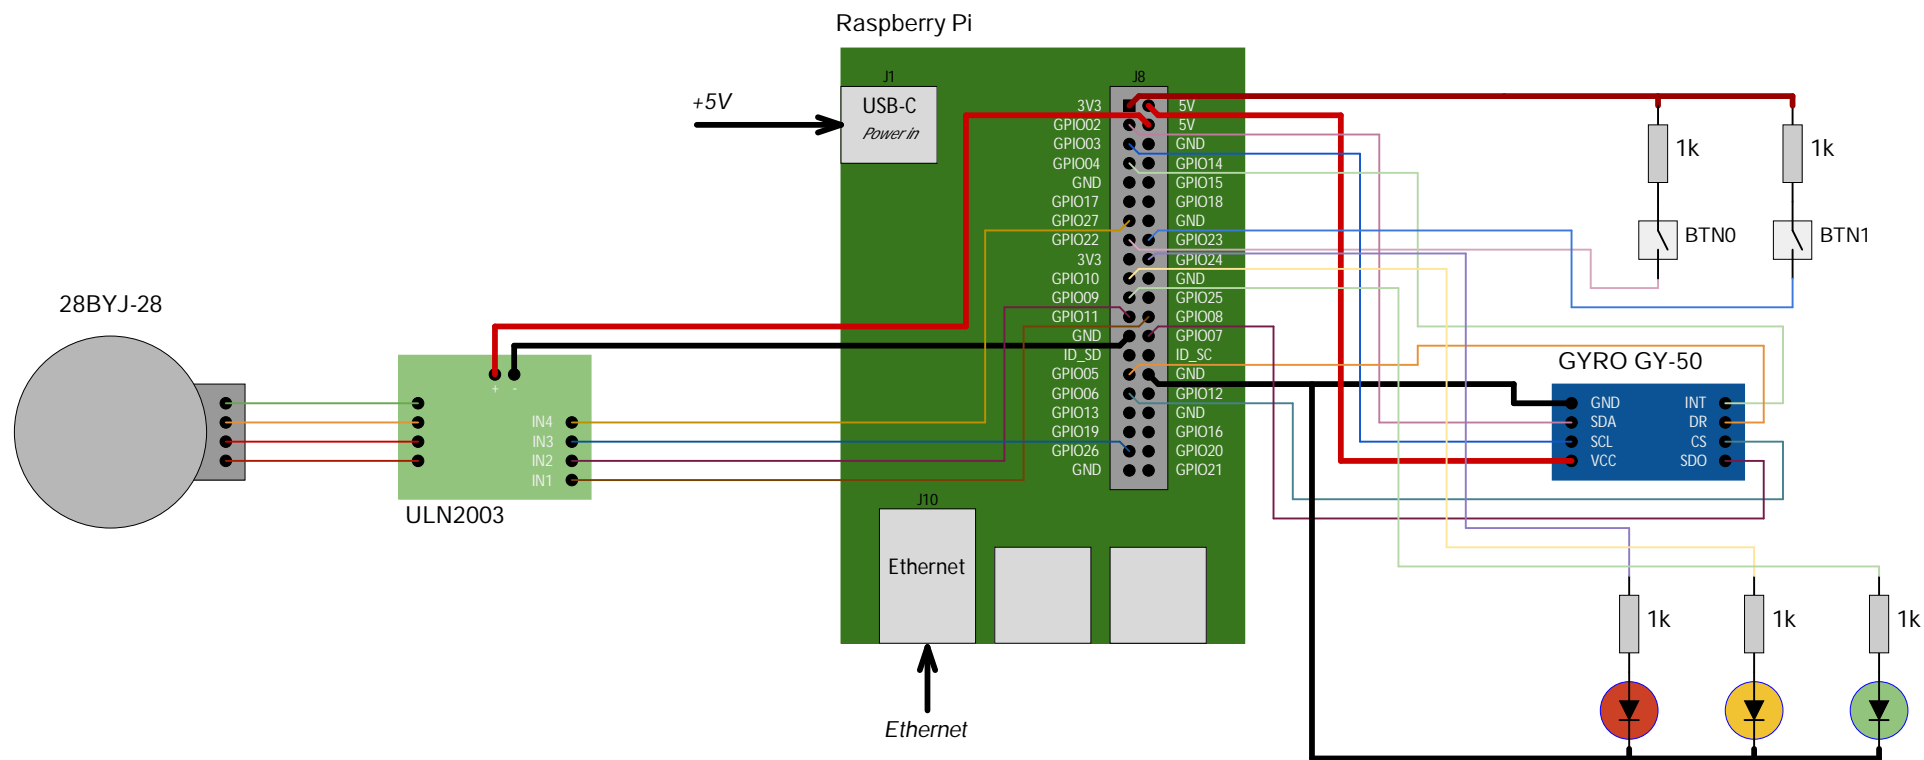 Raspberry Pi
J1
J8
+5V
USB-C
Power in
3V3 5V
GPIO02 5V
GPIO03 GND
GPIO04 GPIO14
GND GPIO15
GPIO17 GPIO18
GPIO27 GND
GPIO22 GPIO23
3V3 GPIO24
GPIO10 GND
GPIO09 GPIO25
GPIO11 GPIO08
GND GPIO07
ID_SD ID_SC
GPIO05 GND
GPIO06 GPIO12
GPIO13 GND
GPIO19 GPIO16
GPIO26 GPIO20
GND GPIO21
1k
1k
BTN0
BTN1
28BYJ-28
+ -
IN4
IN3
IN2
IN1
ULN2003
GYRO GY-50
GND INT
SDA DR
SCL CS
VCC SDO
J10
Ethernet
Ethernet
1k
1k
1k